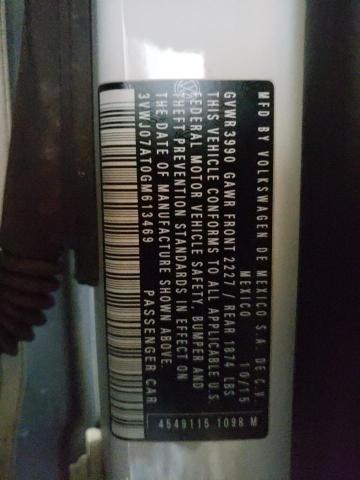 MFD BY VOLKSWAGEN DE MEXICO S.A. DE C.V.
MEXICO 10/15
GVWR 3990 GAWR FRONT 2227 / REAR 1874 LBS
THIS VEHICLE CONFORMS TO ALL APPLICABLE U.S.
FEDERAL MOTOR VEHICLE SAFETY, BUMPER AND
THEFT PREVENTION STANDARDS IN EFFECT ON
THE DATE OF MANUFACTURE SHOWN ABOVE.
3VWJ07AT0GM613469 PASSENGER CAR
4549115 1098 M